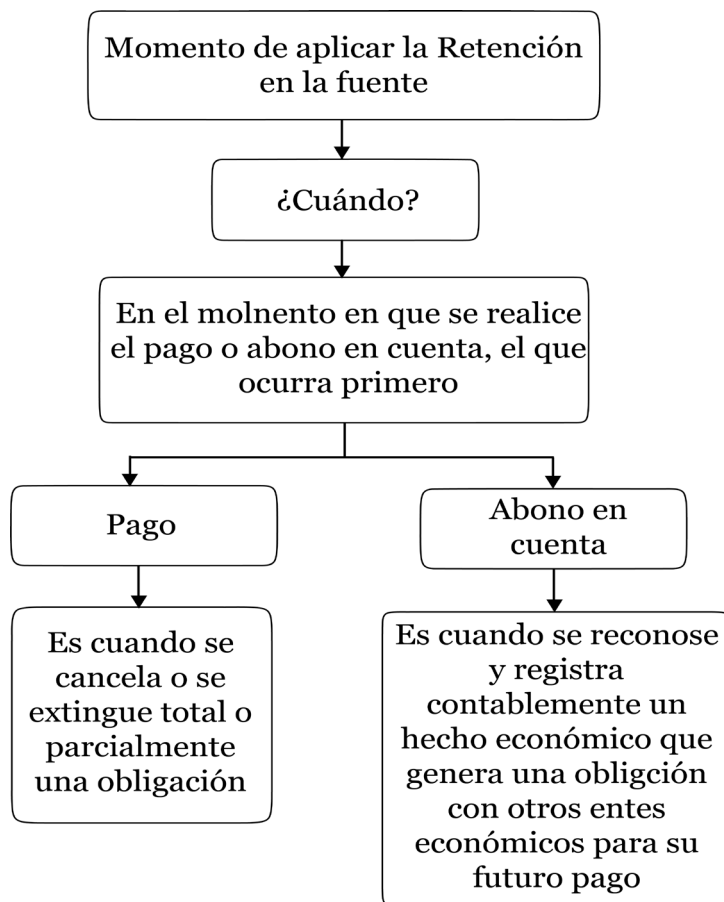 Momento de aplicar la Retención
en la fuente
¿Cuándo?
En el molnento en que se realice
el pago o abono en cuenta, el que
ocurra primero
Pago
Abono en
cuenta
Es cuando se
cancela o se
extingue total o
parcialmente
una obligación
Es cuando se reconose
y registra
contablemente un
hecho económico que
genera una obligción
con otros entes
económicos para su
futuro pago